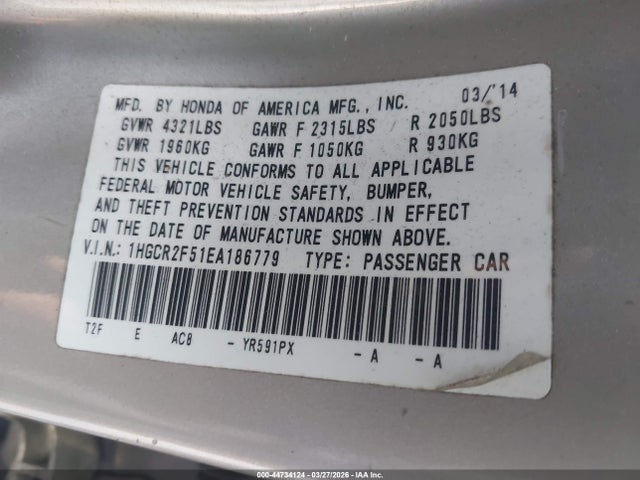 MFD. BY HONDA OF AMERICA MFG., INC. 03/'14
GVWR 4321LBS GAWR F 2315LBS R 2050LBS
GVWR 1960KG GAWR F 1050KG R 930KG
THIS VEHICLE CONFORMS TO ALL APPLICABLE
FEDERAL MOTOR VEHICLE SAFETY, BUMPER,
AND THEFT PREVENTION STANDARDS IN EFFECT
ON THE DATE OF MANUFACTURE SHOWN ABOVE.
V.I.N.: 1HGCR2F51EA186779 TYPE: PASSENGER CAR
T2F E AC8 - YR591PX - A - A
000-44734124 | 03/27/2026 | IAA Inc.